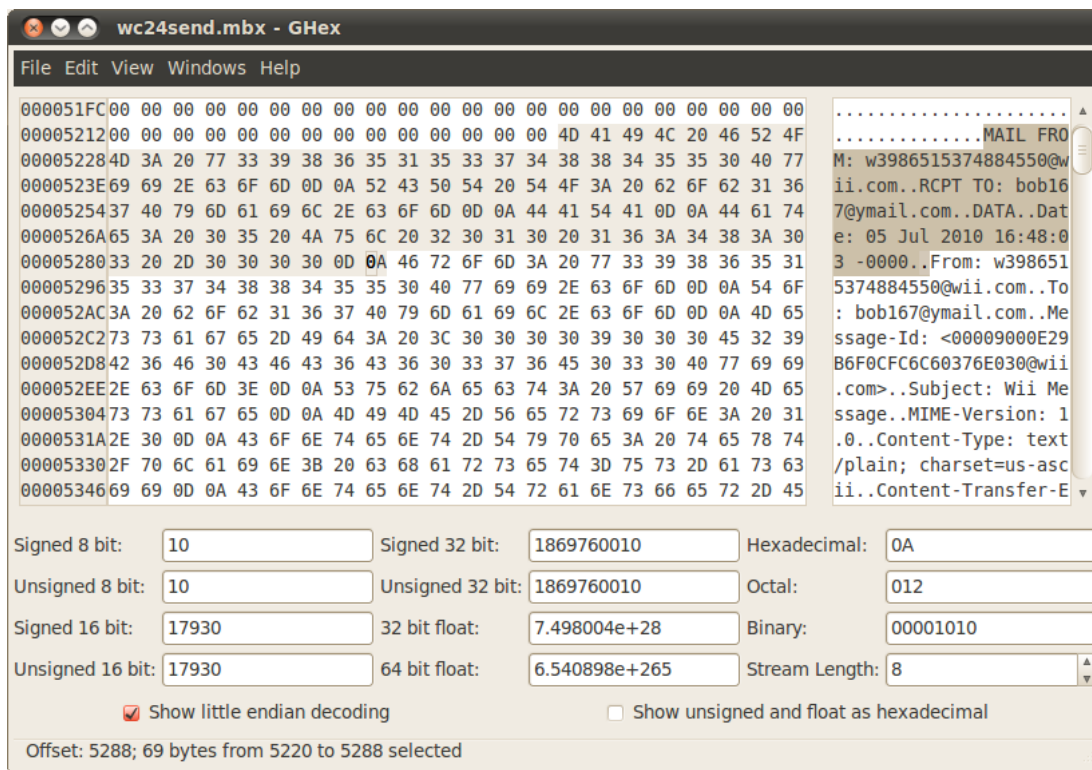 wc24send.mbx - GHex
File Edit View Windows Help
000051FC 00 00 00 00 00 00 00 00 00 00 00 00 00 00 00 00 00 00 00 00 00 00 ......................
00005212 00 00 00 00 00 00 00 00 00 00 00 00 00 00 4D 41 49 4C 20 46 52 4F ..............MAIL FRO
00005228 4D 3A 20 77 33 39 38 36 35 31 35 33 37 34 38 38 34 35 35 30 40 77 M: w3986515374884550@w
0000523E 69 69 2E 63 6F 6D 0D 0A 52 43 50 54 20 54 4F 3A 20 62 6F 62 31 36 ii.com..RCPT TO: bob16
00005254 37 40 79 6D 61 69 6C 2E 63 6F 6D 0D 0A 44 41 54 41 0D 0A 44 61 74 7@ymail.com..DATA..Dat
0000526A 65 3A 20 30 35 20 4A 75 6C 20 32 30 31 30 20 31 36 3A 34 38 3A 30 e: 05 Jul 2010 16:48:0
00005280 33 20 2D 30 30 30 30 0D 0A 46 72 6F 6D 3A 20 77 33 39 38 36 35 31 3 -0000..From: w398651
00005296 35 33 37 34 38 38 34 35 35 30 40 77 69 69 2E 63 6F 6D 0D 0A 54 6F 5374884550@wii.com..To
000052AC 3A 20 62 6F 62 31 36 37 40 79 6D 61 69 6C 2E 63 6F 6D 0D 0A 4D 65 : bob167@ymail.com..Me
000052C2 73 73 61 67 65 2D 49 64 3A 20 3C 30 30 30 30 39 30 30 30 45 32 39 ssage-Id: <00009000E29
000052D8 42 36 46 30 43 46 43 36 43 36 30 33 37 36 45 30 33 30 40 77 69 69 B6F0CFC6C60376E030@wii
000052EE 2E 63 6F 6D 3E 0D 0A 53 75 62 6A 65 63 74 3A 20 57 69 69 20 4D 65 .com>..Subject: Wii Me
00005304 73 73 61 67 65 0D 0A 4D 49 4D 45 2D 56 65 72 73 69 6F 6E 3A 20 31 ssage..MIME-Version: 1
0000531A 2E 30 0D 0A 43 6F 6E 74 65 6E 74 2D 54 79 70 65 3A 20 74 65 78 74 .0..Content-Type: text
00005330 2F 70 6C 61 69 6E 3B 20 63 68 61 72 73 65 74 3D 75 73 2D 61 73 63 /plain; charset=us-asc
00005346 69 69 0D 0A 43 6F 6E 74 65 6E 74 2D 54 72 61 6E 73 66 65 72 2D 45 ii..Content-Transfer-E
Signed 8 bit: 10 Signed 32 bit: 1869760010 Hexadecimal: 0A
Unsigned 8 bit: 10 Unsigned 32 bit: 1869760010 Octal: 012
Signed 16 bit: 17930 32 bit float: 7.498004e+28 Binary: 00001010
Unsigned 16 bit: 17930 64 bit float: 6.540898e+265 Stream Length: 8
Show little endian decoding Show unsigned and float as hexadecimal
Offset: 5288; 69 bytes from 5220 to 5288 selected